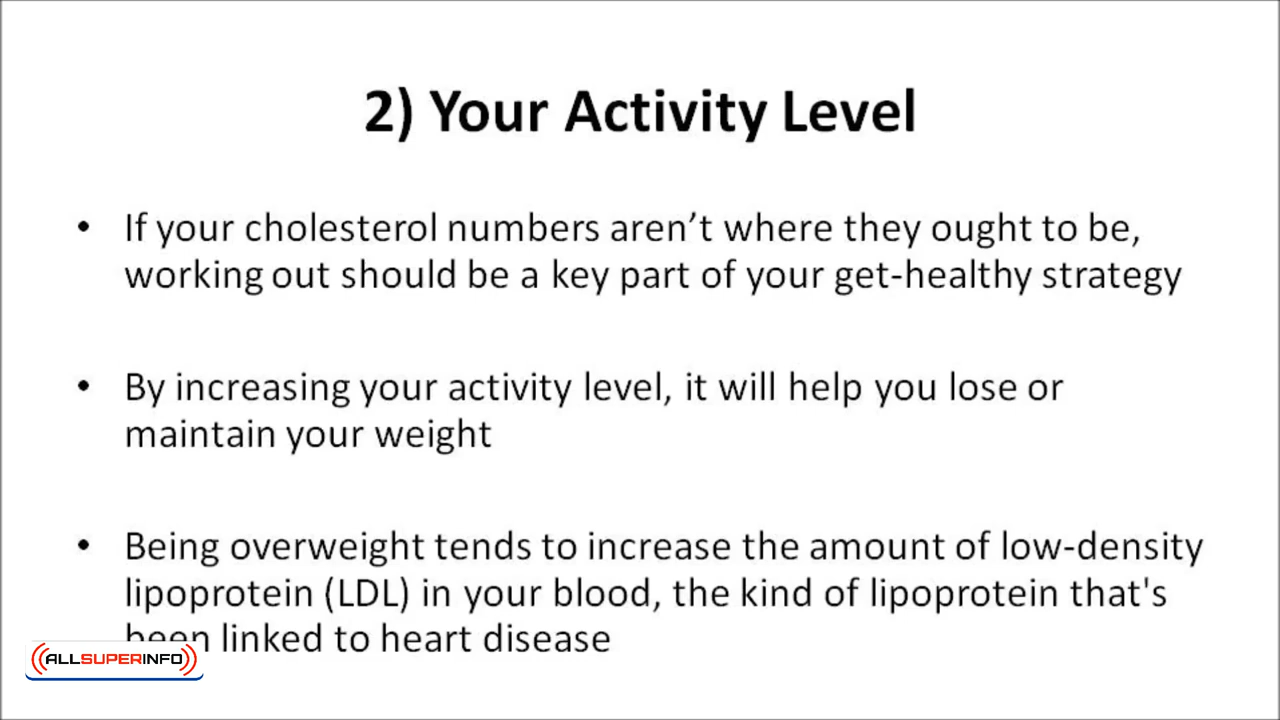 2) Your Activity Level
• If your cholesterol numbers aren’t where they ought to be,
working out should be a key part of your get-healthy strategy
• By increasing your activity level, it will help you lose or
maintain your weight
• Being overweight tends to increase the amount of low-density
lipoprotein (LDL) in your blood, the kind of lipoprotein that's
been linked to heart disease
ALLSUPERINFO